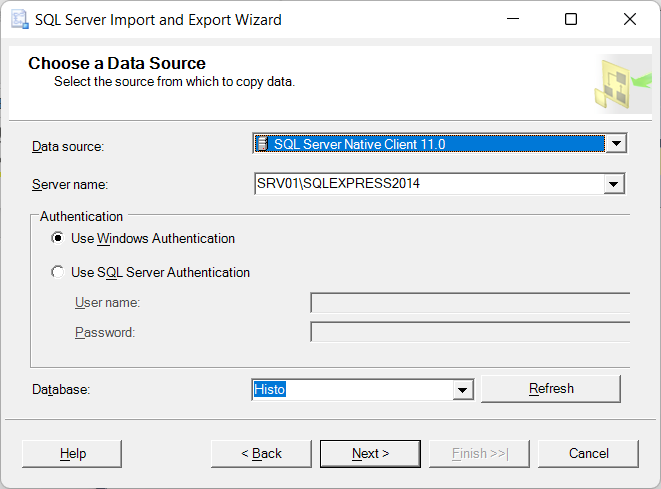 SQL Server Import and Export Wizard
Choose a Data Source
Select the source from which to copy data.
Data source: SQL Server Native Client 11.0
Server name: SRV01\SQLEXPRESS2014
Authentication
Use Windows Authentication
Use SQL Server Authentication
User name:
Password:
Database: Histo Refresh
Help < Back Next > Finish >>| Cancel